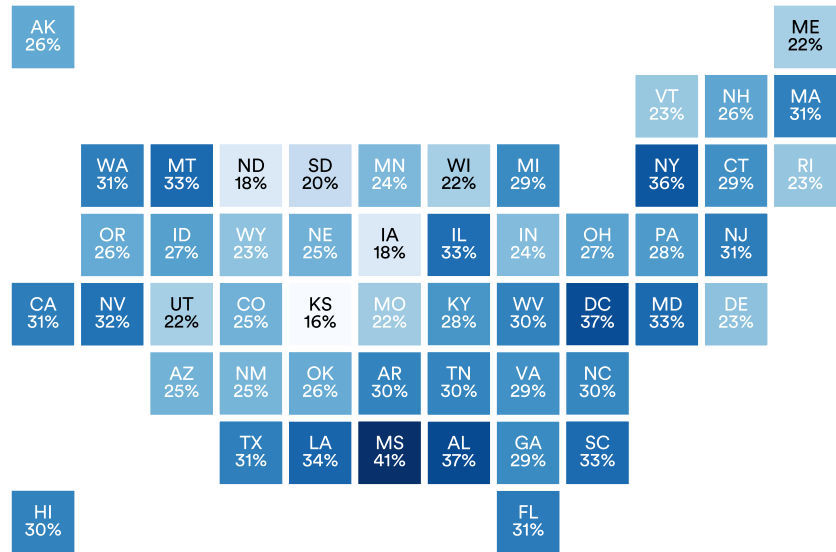 AK
26%
ME
22%
VT
23%
NH
26%
MA
31%
WA
31%
MT
33%
ND
18%
SD
20%
MN
24%
WI
22%
MI
29%
NY
36%
CT
29%
RI
23%
OR
26%
ID
27%
WY
23%
NE
25%
IA
18%
IL
33%
IN
24%
OH
27%
PA
28%
NJ
31%
CA
31%
NV
32%
UT
22%
CO
25%
KS
16%
MO
22%
KY
28%
WV
30%
DC
37%
MD
33%
DE
23%
AZ
25%
NM
25%
OK
26%
AR
30%
TN
30%
VA
29%
NC
30%
TX
31%
LA
34%
MS
41%
AL
37%
GA
29%
SC
33%
HI
30%
FL
31%